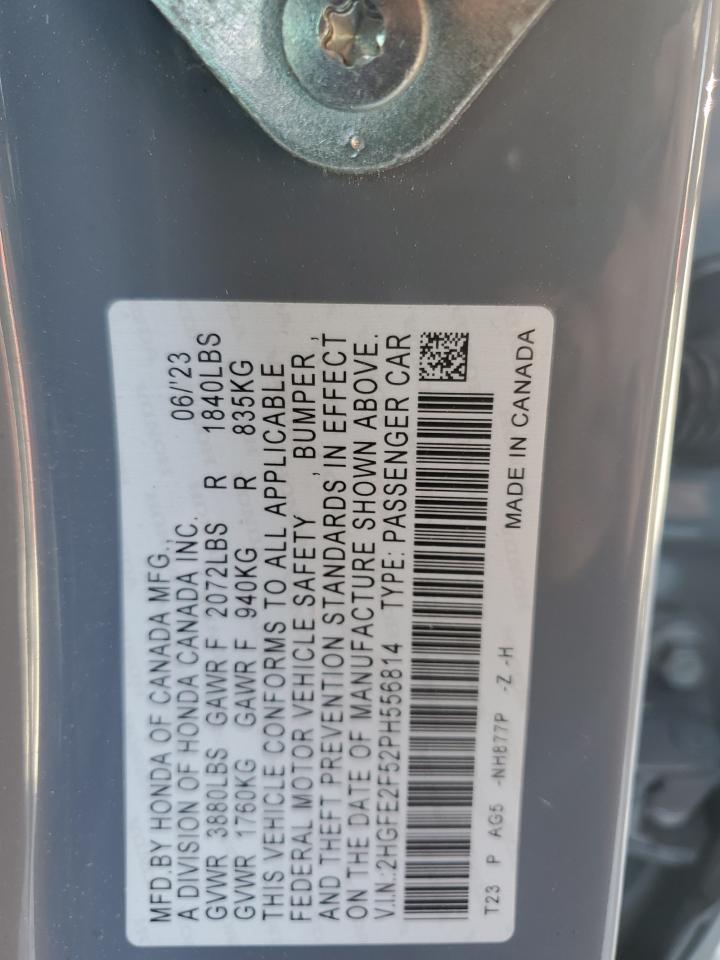 MFD.BY HONDA OF CANADA MFG., 06/'23
A DIVISION OF HONDA CANADA INC.
GVWR 3880LBS GAWR F 2072LBS R 1840LBS
GVWR 1760KG GAWR F 940KG R 835KG
THIS VEHICLE CONFORMS TO ALL APPLICABLE
FEDERAL MOTOR VEHICLE SAFETY , BUMPER ,
AND THEFT PREVENTION STANDARDS IN EFFECT
ON THE DATE OF MANUFACTURE SHOWN ABOVE.
V.I.N.:2HGFE2F52PH556814 TYPE: PASSENGER CAR
T23 P AG5 -NH877P -Z -H MADE IN CANADA